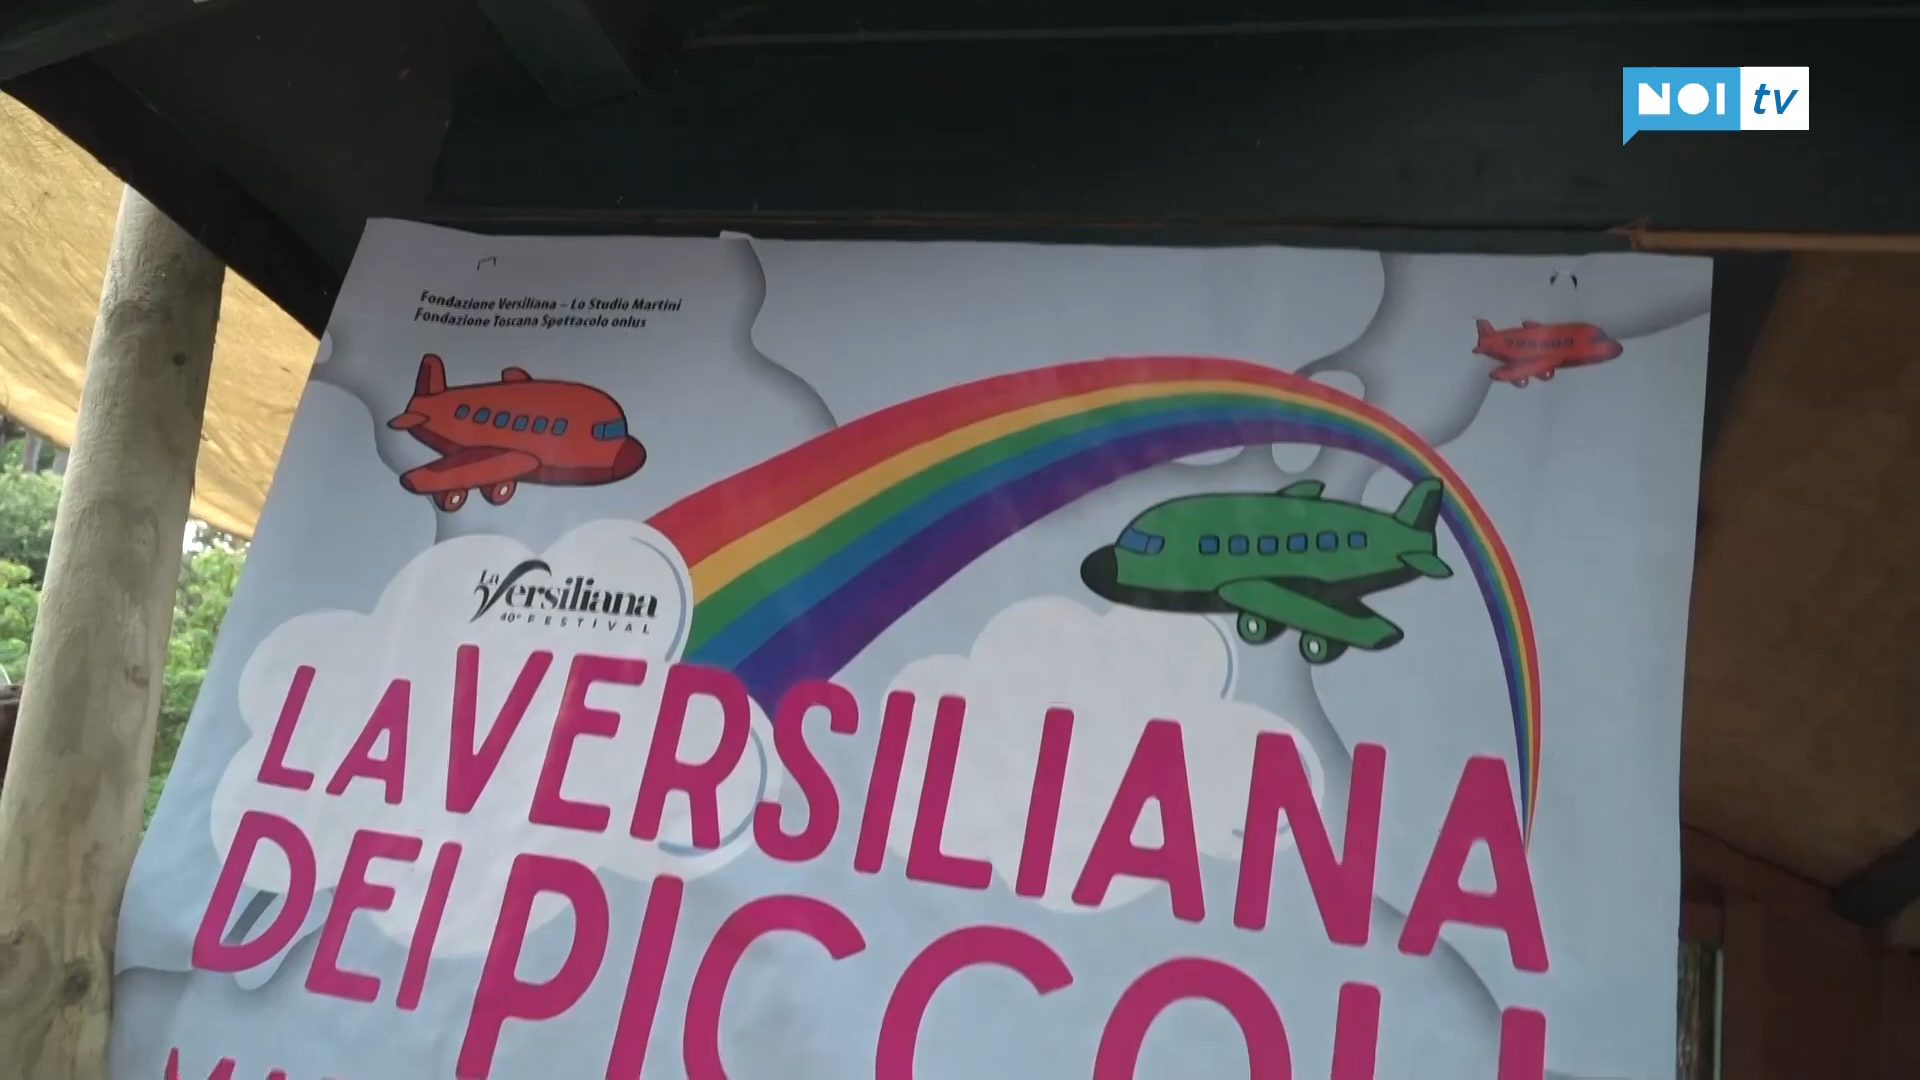 NOI tv
Fondazione Versiliana – Lo Studio Martini
Fondazione Toscana Spettacolo onlus
La Versiliana
40° FESTIVAL
LA VERSILIANA
DEI PICCOLI